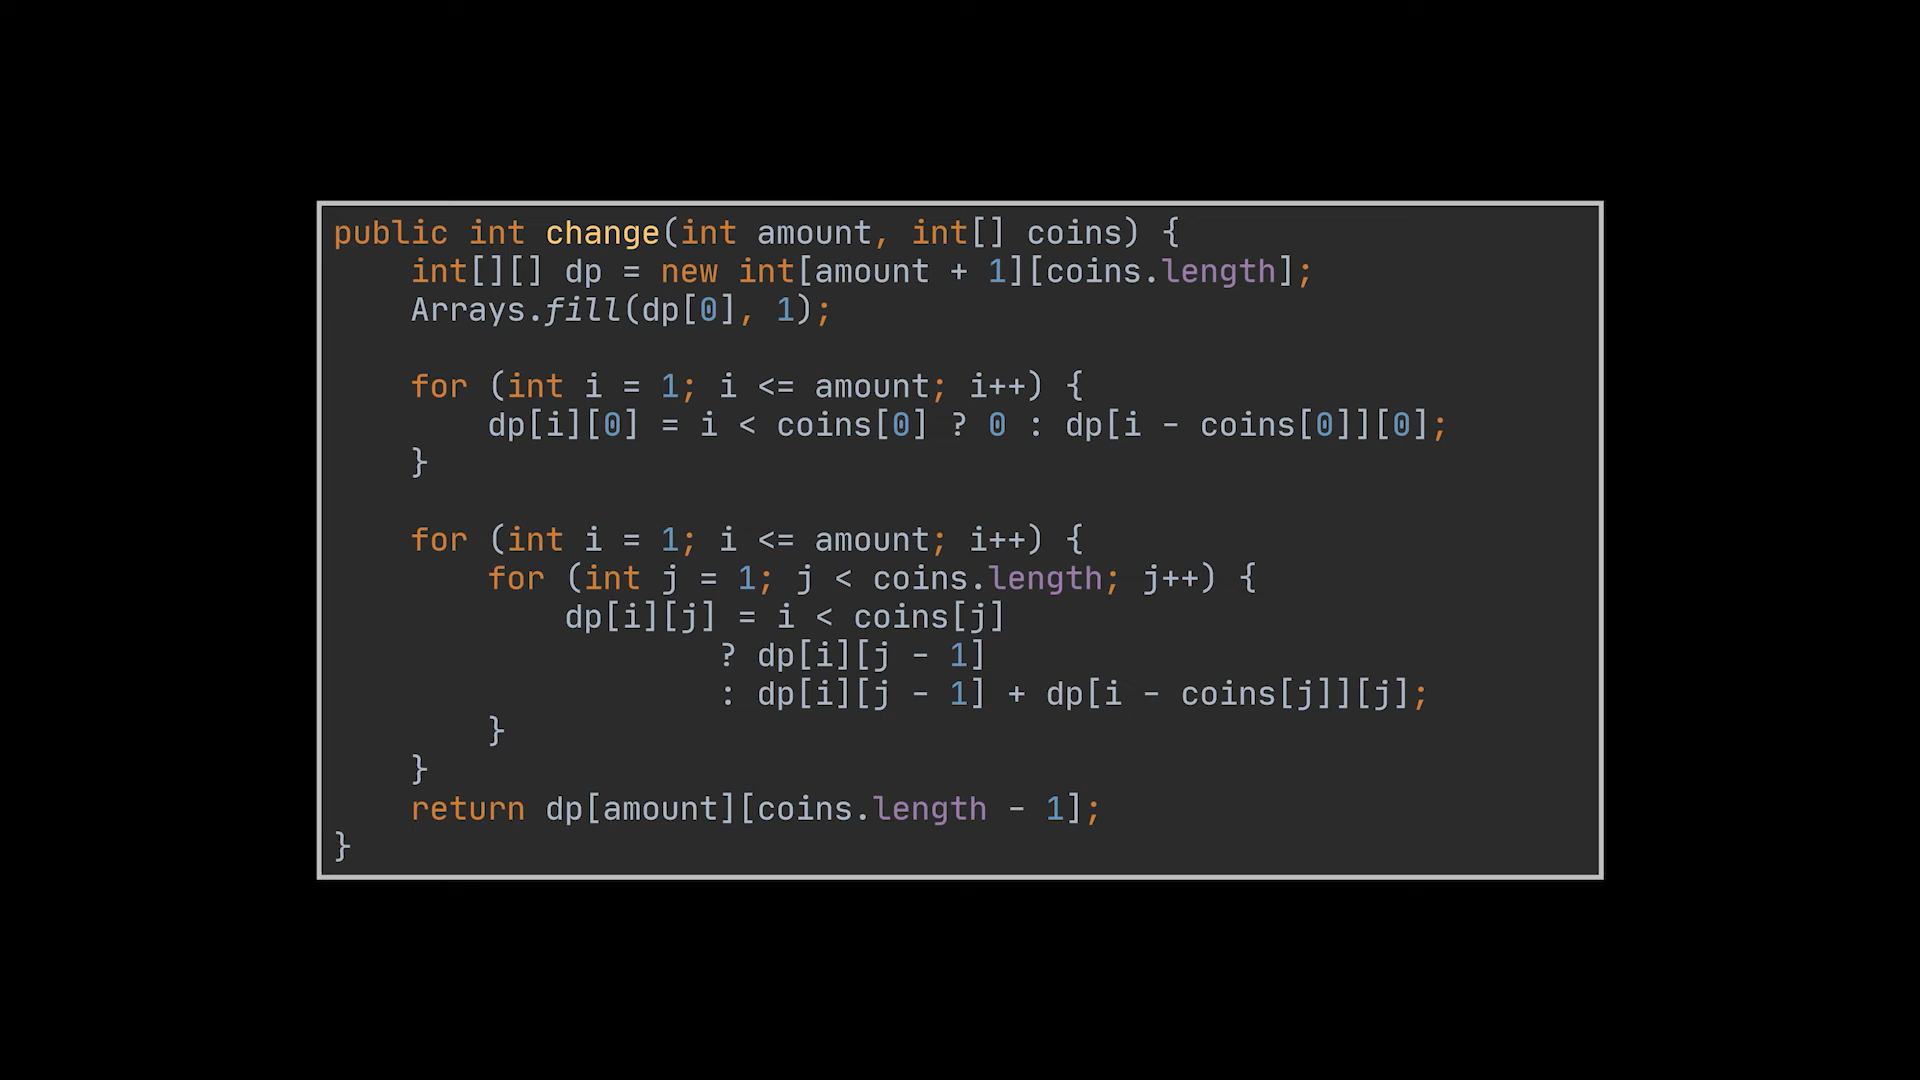 public int change(int amount, int[] coins) {
    int[][] dp = new int[amount + 1][coins.length];
    Arrays.fill(dp[0], 1);

    for (int i = 1; i <= amount; i++) {
        dp[i][0] = i < coins[0] ? 0 : dp[i - coins[0]][0];
    }

    for (int i = 1; i <= amount; i++) {
        for (int j = 1; j < coins.length; j++) {
            dp[i][j] = i < coins[j]
                    ? dp[i][j - 1]
                    : dp[i][j - 1] + dp[i - coins[j]][j];
        }
    }
    return dp[amount][coins.length - 1];
}